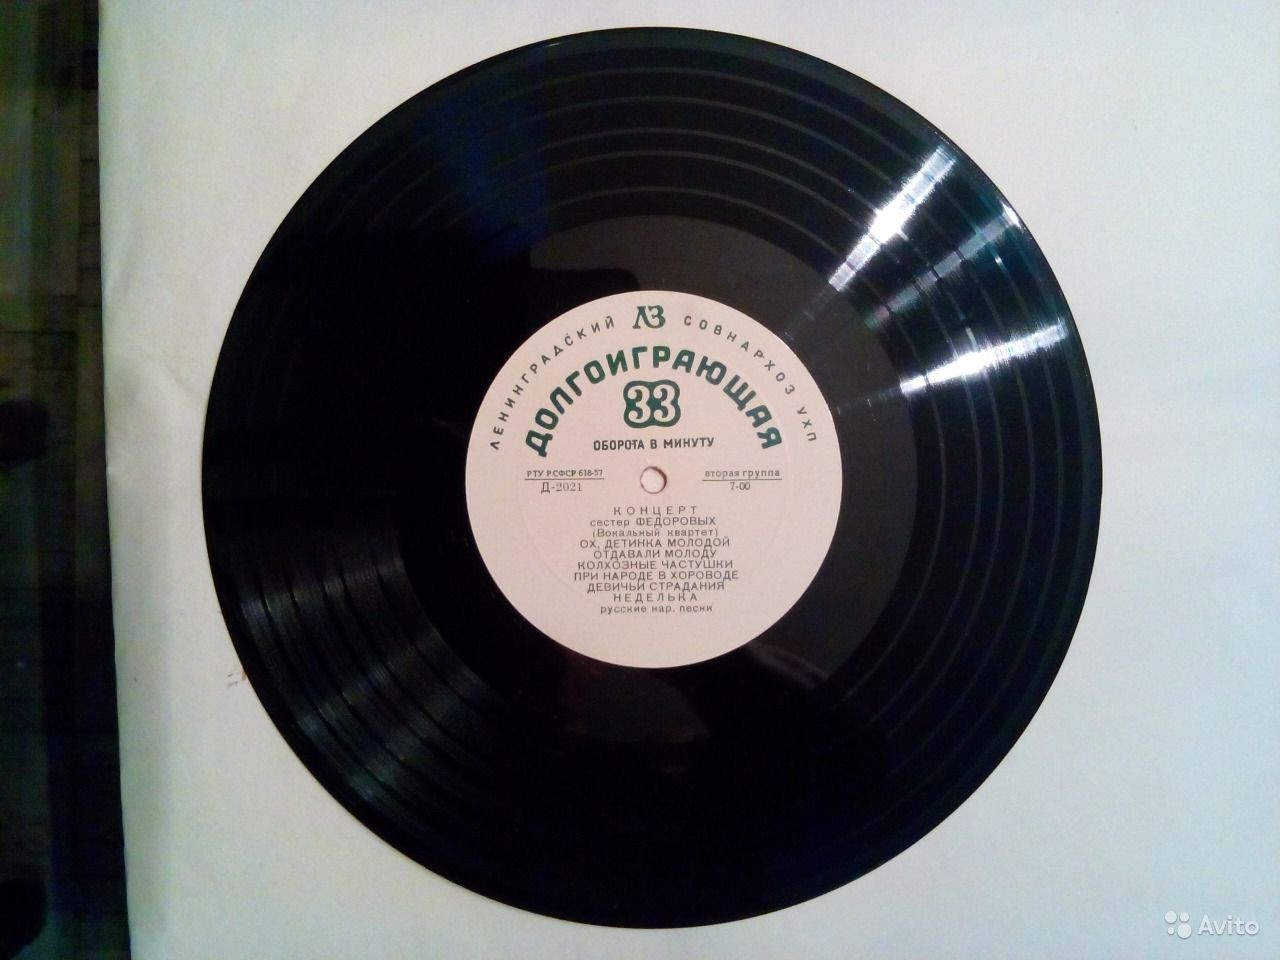 ЛЕНИНГРАДСКИЙ ЛЗ СОВНАРХОЗ УХП
ДОЛГОИГРАЮЩАЯ
33
ОБОРОТА В МИНУТУ
РТУ РСФСР 618-57
Д-2021
вторая группа
7-00
КОНЦЕРТ
сестер ФЕДОРОВЫХ
(Вокальный квартет)
ОХ, ДЕТИНКА МОЛОДОЙ
ОТДАВАЛИ МОЛОДУ
КОЛХОЗНЫЕ ЧАСТУШКИ
ПРИ НАРОДЕ В ХОРОВОДЕ
ДЕВИЧЬИ СТРАДАНИЯ
НЕДЕЛЬКА
русские нар. песни
Avito